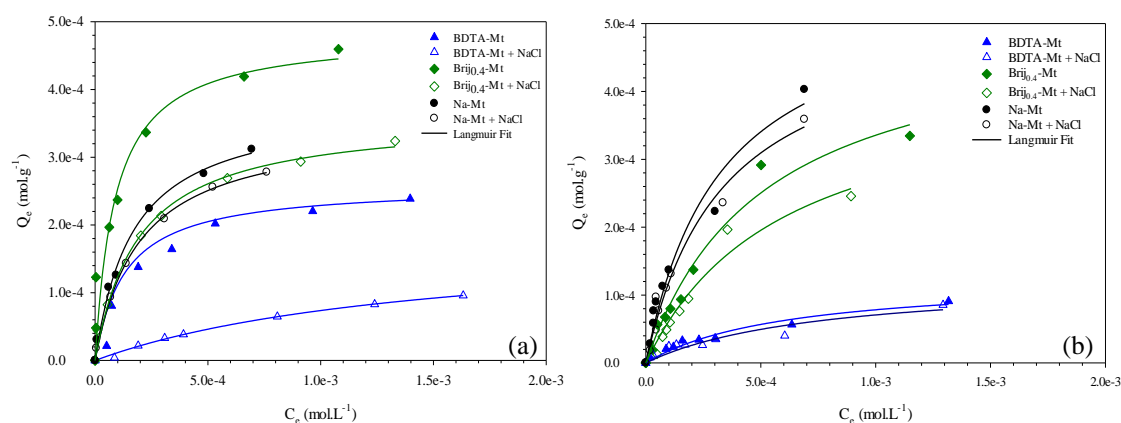 5.0e-4
4.0e-4
3.0e-4
2.0e-4
1.0e-4
0.0
Qe (mol.g-1)
BDTA-Mt
BDTA-Mt + NaCl
Brij0.4-Mt
Brij0.4-Mt + NaCl
Na-Mt
Na-Mt + NaCl
Langmuir Fit
(a)
0.0 5.0e-4 1.0e-3 1.5e-3 2.0e-3
Ce (mol.L-1)
5.0e-4
4.0e-4
3.0e-4
2.0e-4
1.0e-4
0.0
Qe (mol.g-1)
BDTA-Mt
BDTA-Mt + NaCl
Brij0.4-Mt
Brij0.4-Mt + NaCl
Na-Mt
Na-Mt + NaCl
Langmuir Fit
(b)
0.0 5.0e-4 1.0e-3 1.5e-3 2.0e-3
Ce (mol.L-1)